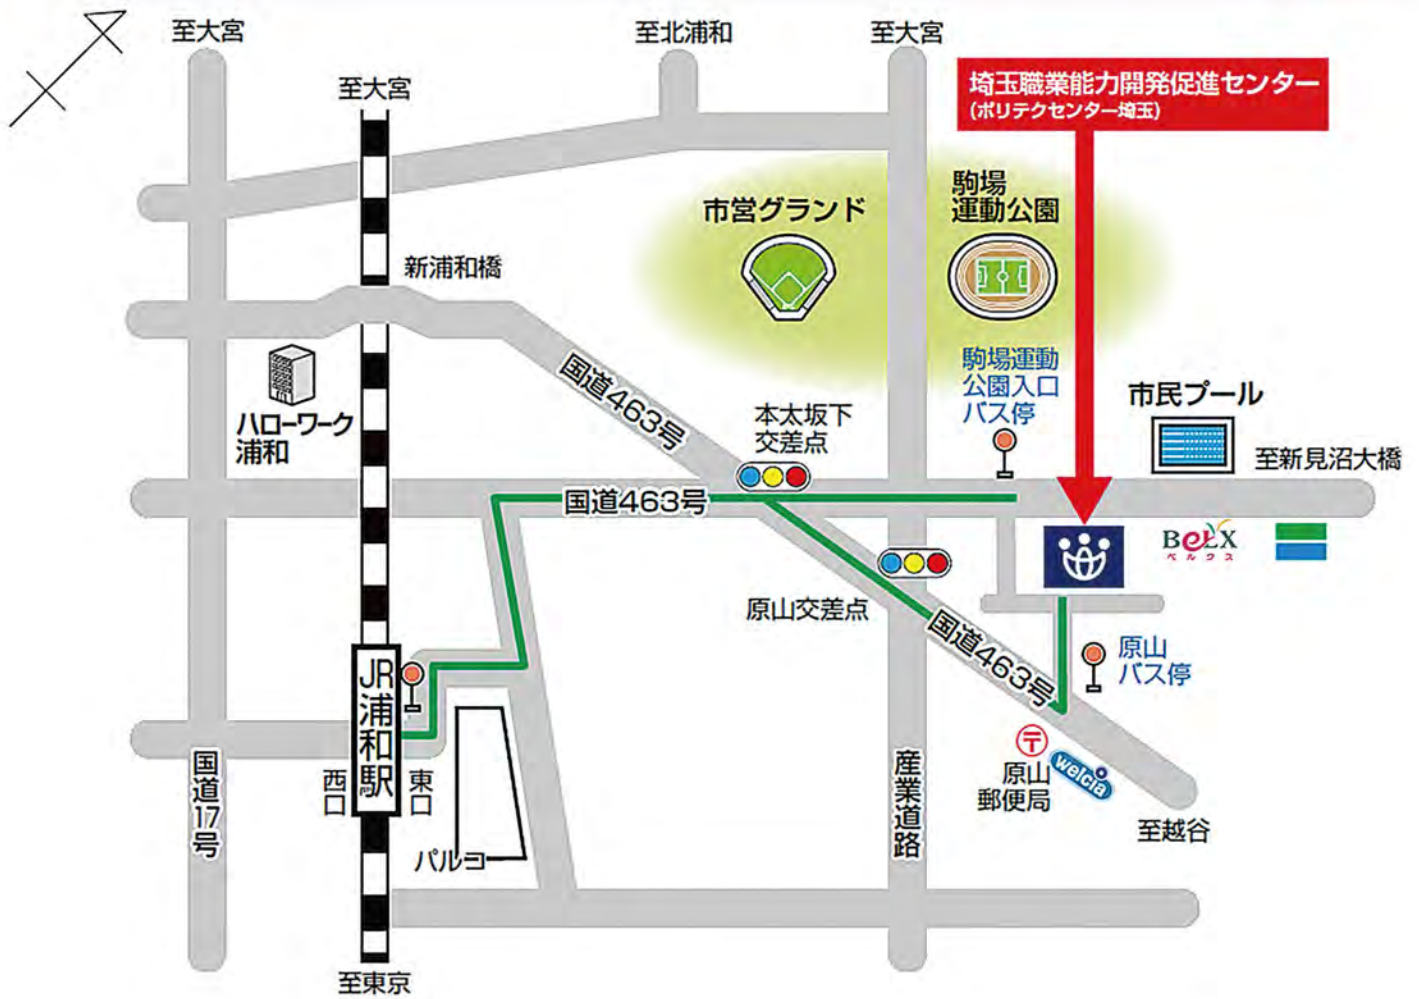 至大宮
至北浦和
至大宮
至大宮
埼玉職業能力開発促進センター
(ポリテクセンター埼玉)
市営グランド
駒場
運動公園
新浦和橋
国道463号
駒場運動
公園入口
バス停
市民プール
本太坂下
交差点
ハローワーク
浦和
至新見沼大橋
国道463号
BeLX
ベルクス
原山交差点
国道463号
原山
バス停
JR浦和駅
西口
東口
国道17号
産業道路
〒
原山
郵便局
welcia
至越谷
パルコ
至東京